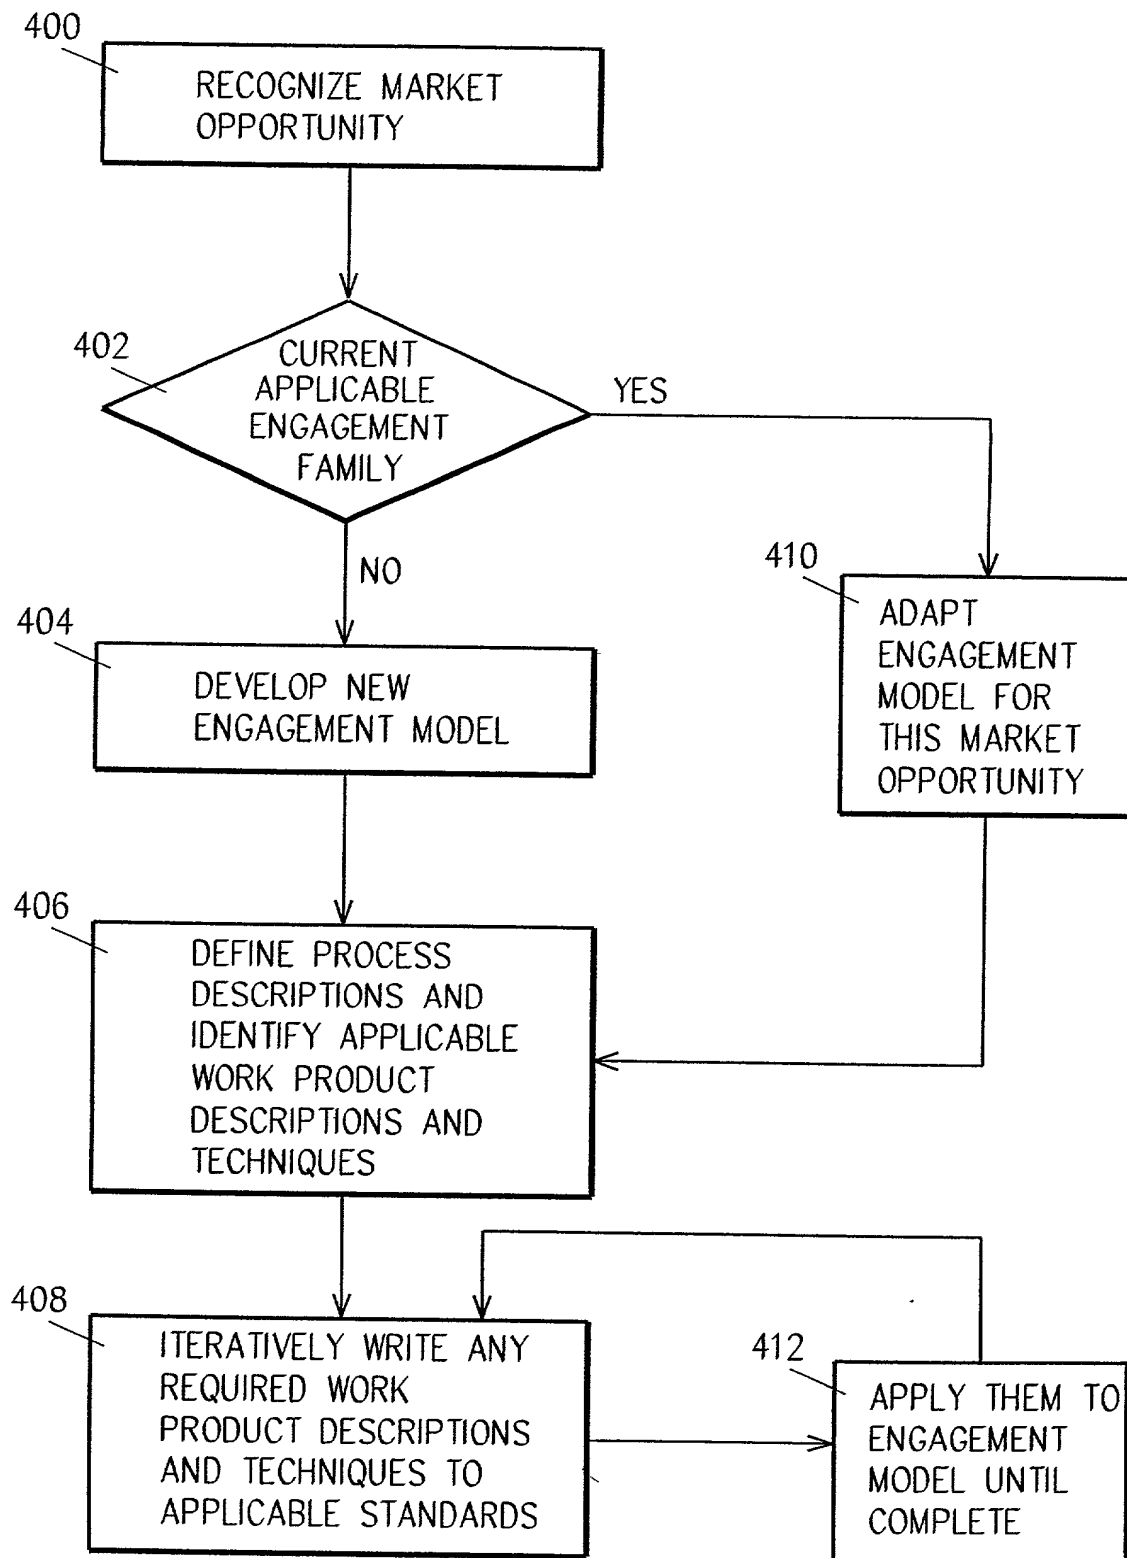 400
RECOGNIZE MARKET
OPPORTUNITY
402
CURRENT
APPLICABLE
ENGAGEMENT
FAMILY
YES
NO
410
ADAPT
ENGAGEMENT
MODEL FOR
THIS MARKET
OPPORTUNITY
404
DEVELOP NEW
ENGAGEMENT MODEL
406
DEFINE PROCESS
DESCRIPTIONS AND
IDENTIFY APPLICABLE
WORK PRODUCT
DESCRIPTIONS AND
TECHNIQUES
408
ITERATIVELY WRITE ANY
REQUIRED WORK
PRODUCT DESCRIPTIONS
AND TECHNIQUES TO
APPLICABLE STANDARDS
412
APPLY THEM TO
ENGAGEMENT
MODEL UNTIL
COMPLETE